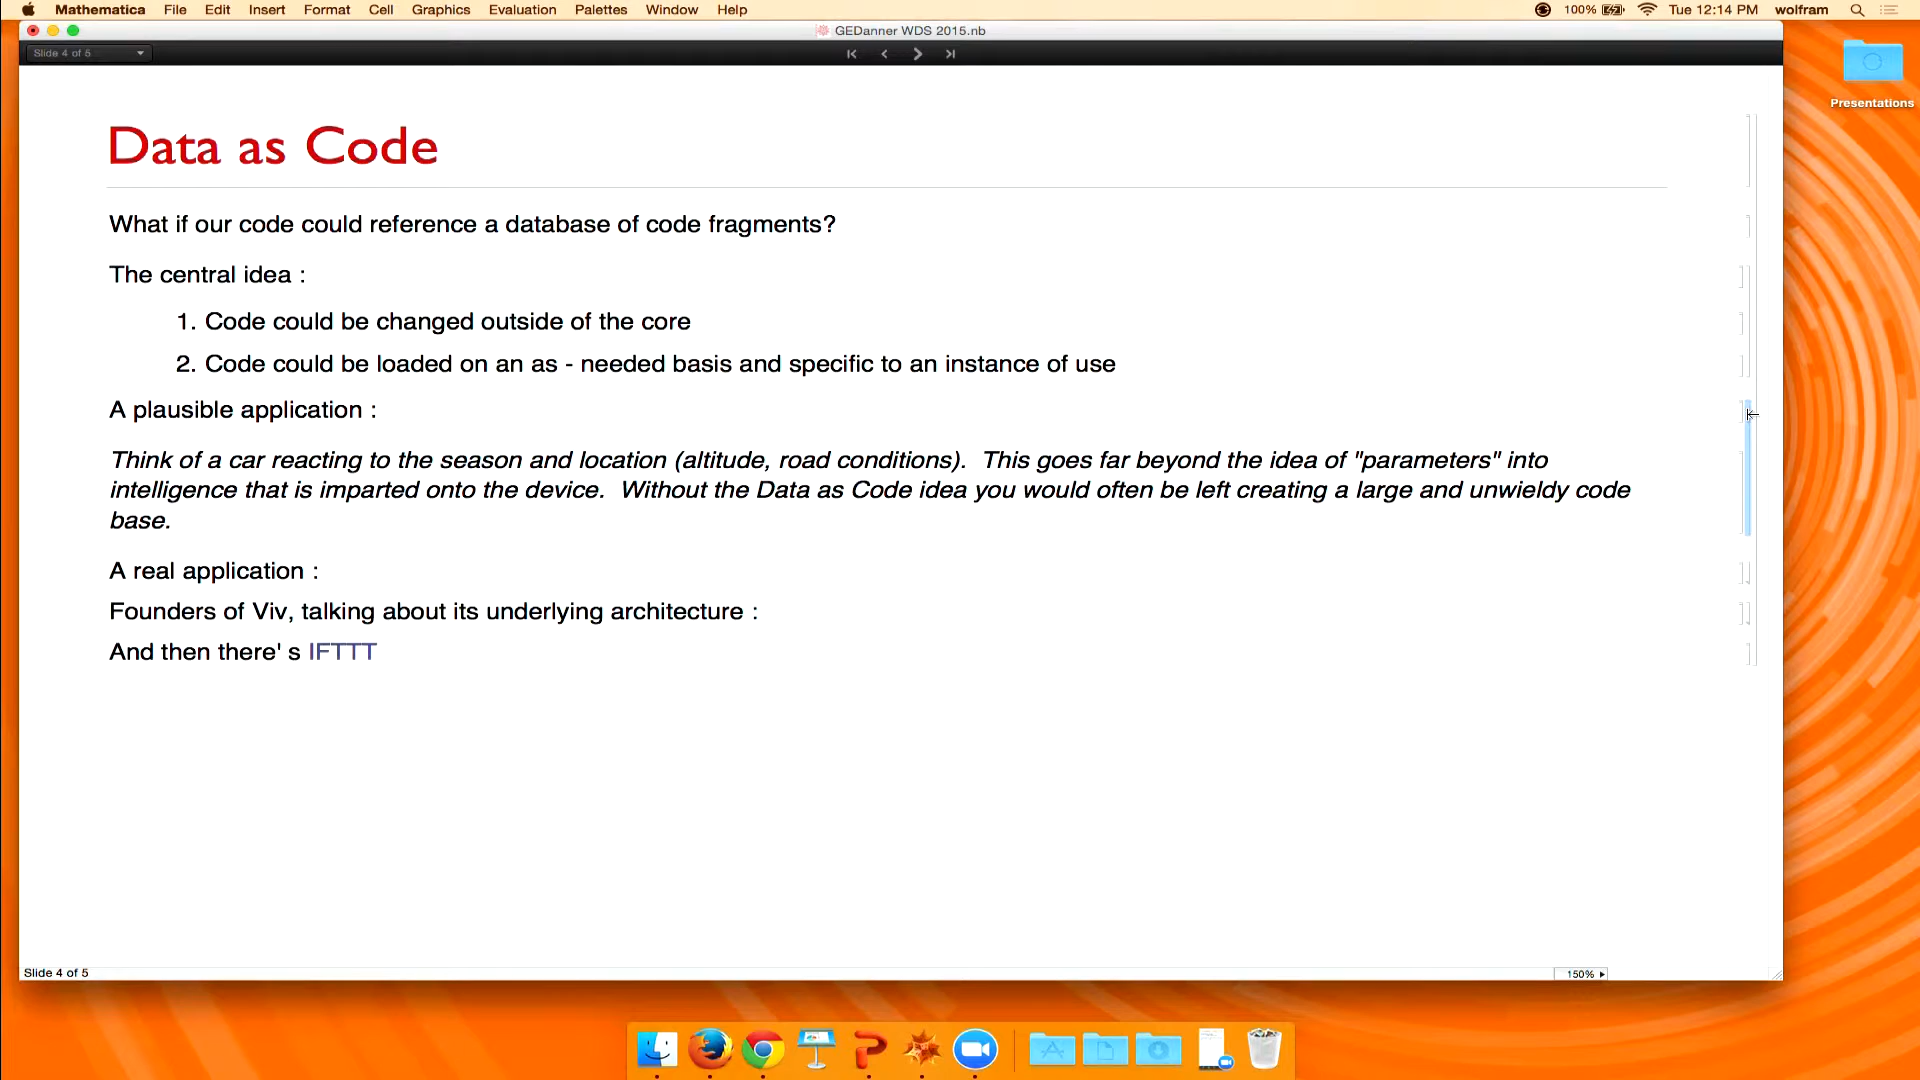 Mathematica File Edit Insert Format Cell Graphics Evaluation Palettes Window Help 100% Tue 12:14 PM wolfram
GEDanner WDS 2015.nb
Slide 4 of 5
Presentations
Data as Code
What if our code could reference a database of code fragments?
The central idea :
1. Code could be changed outside of the core
2. Code could be loaded on an as - needed basis and specific to an instance of use
A plausible application :
Think of a car reacting to the season and location (altitude, road conditions). This goes far beyond the idea of "parameters" into
intelligence that is imparted onto the device. Without the Data as Code idea you would often be left creating a large and unwieldy code
base.
A real application :
Founders of Viv, talking about its underlying architecture :
And then there' s IFTTT
Slide 4 of 5
150%